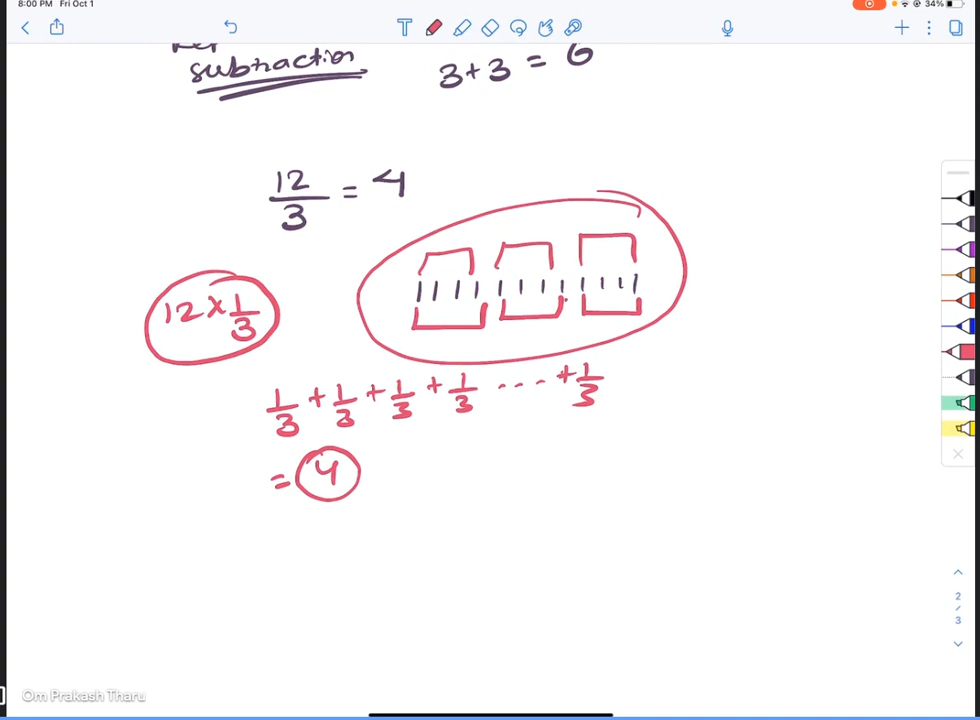 8:00 PM Fri Oct 1
34%
subtraction
3+3 = 6
12/3 = 4
12 × 1/3
1/3 + 1/3 + 1/3 + 1/3 ... + 1/3
= 4
2
/
3
Om Prakash Tharu